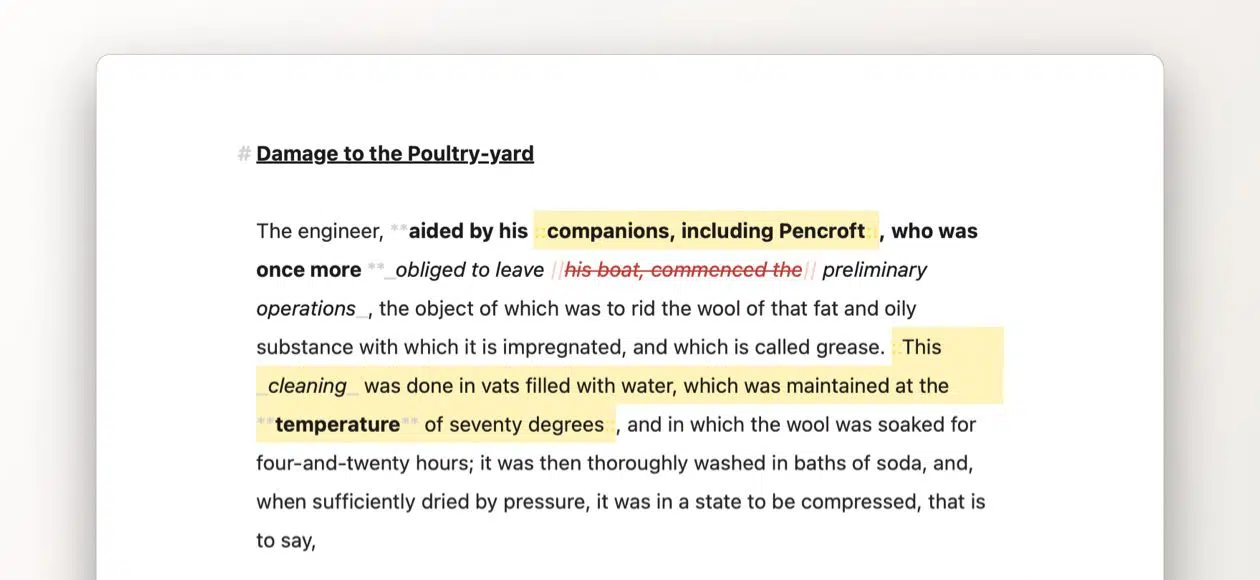 # Damage to the Poultry-yard
The engineer, **aided by his ::companions, including Pencroft::, who was
once more **_obliged to leave ||his boat, commenced the|| preliminary
operations_, the object of which was to rid the wool of that fat and oily
substance with which it is impregnated, and which is called grease. ::This
_cleaning_ was done in vats filled with water, which was maintained at the
**temperature** of seventy degrees::, and in which the wool was soaked for
four-and-twenty hours; it was then thoroughly washed in baths of soda, and,
when sufficiently dried by pressure, it was in a state to be compressed, that is
to say,